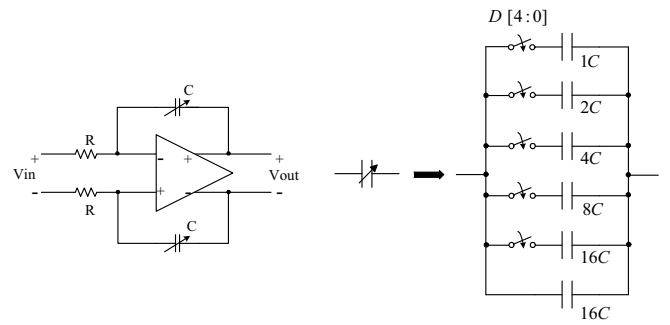 D [4:0]
1C
2C
4C
8C
16C
16C
C
R
+
-
Vin
R
-
+
+
-
+
-
Vout
C